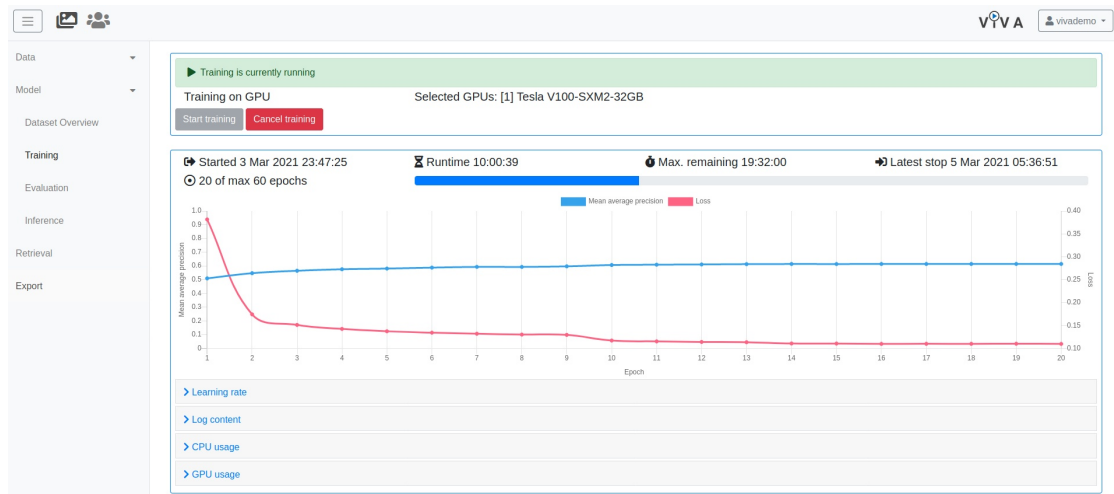 VIVA
vivademo
Data
Model
Dataset Overview
Training
Evaluation
Inference
Retrieval
Export
Training is currently running
Training on GPU Selected GPUs: [1] Tesla V100-SXM2-32GB
Start training Cancel training
Started 3 Mar 2021 23:47:25 Runtime 10:00:39 Max. remaining 19:32:00 Latest stop 5 Mar 2021 05:36:51
20 of max 60 epochs
Mean average precision Loss
1.0
0.9
0.8
0.7
0.6
0.5
0.4
0.3
0.2
0.1
0
Mean average precision
0.40
0.35
0.30
0.25
0.20
0.15
0.10
Loss
1 2 3 4 5 6 7 8 9 10 11 12 13 14 15 16 17 18 19 20
Epoch
Learning rate
Log content
CPU usage
GPU usage